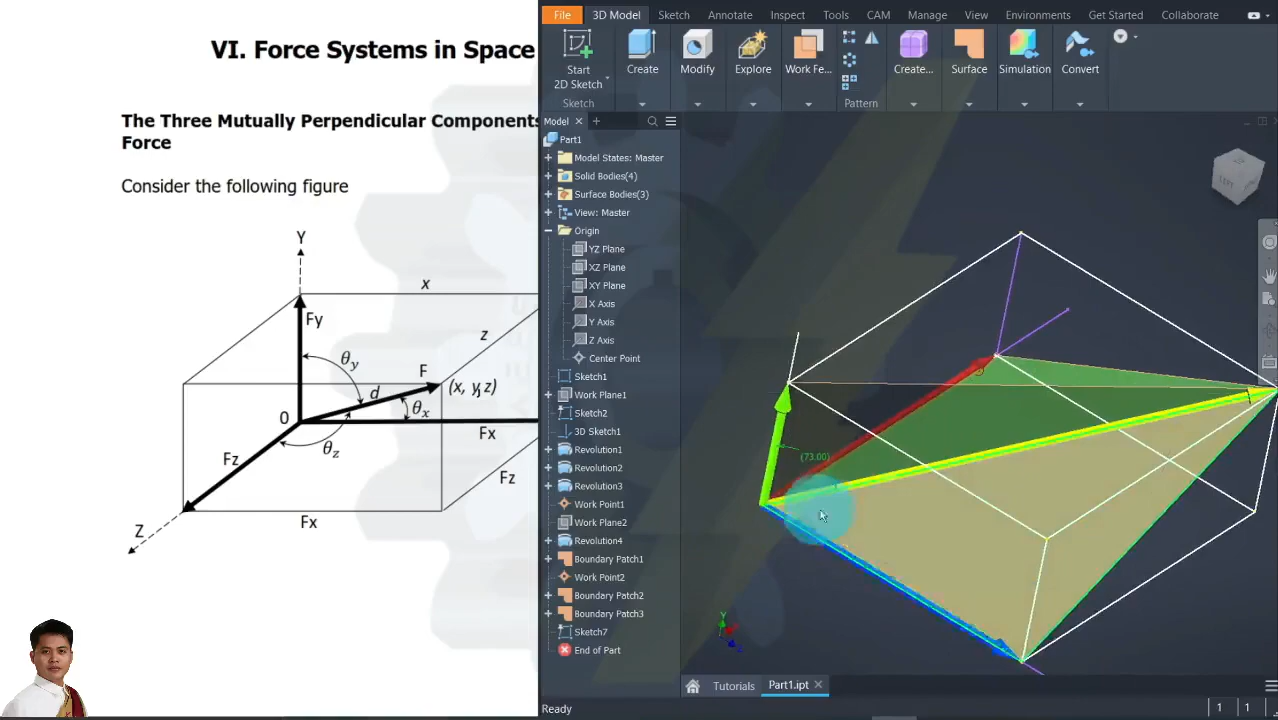 VI. Force Systems in Space
The Three Mutually Perpendicular Components
Force
Consider the following figure
Y
x
Fy
z
θy
F
(x, y, z)
d
θx
0
Fx
θz
Fz
Fz
Z
Fx
File 3D Model Sketch Annotate Inspect Tools CAM Manage View Environments Get Started Collaborate
Start
2D Sketch
Create
Modify
Explore
Work Fe...
Create...
Surface
Simulation
Convert
Sketch
Pattern
Model
Part1
Model States: Master
Solid Bodies(4)
Surface Bodies(3)
View: Master
Origin
YZ Plane
XZ Plane
XY Plane
X Axis
Y Axis
Z Axis
Center Point
Sketch1
Work Plane1
Sketch2
3D Sketch1
Revolution1
Revolution2
Revolution3
Work Point1
Work Plane2
Revolution4
Boundary Patch1
Work Point2
Boundary Patch2
Boundary Patch3
Sketch7
End of Part
(73.00)
Y
Tutorials
Part1.ipt
Ready
1 1